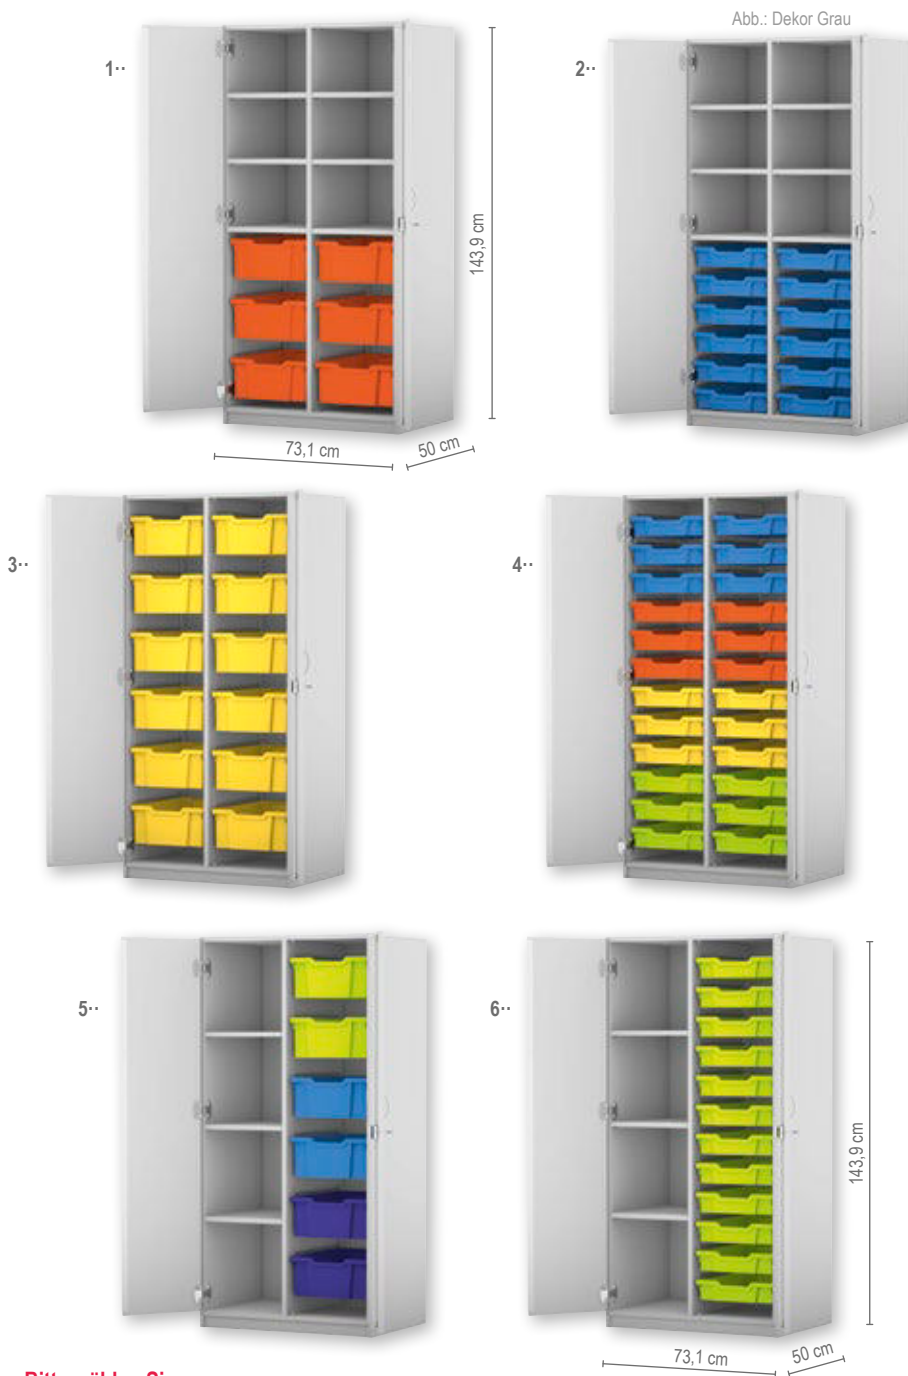 Abb.: Dekor Grau
1··
2··
143,9 cm
73,1 cm
50 cm
3··
4··
5··
6··
143,9 cm
73,1 cm
50 cm